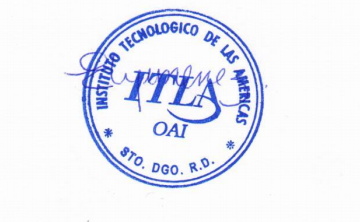 INSTITUTO TECNOLOGICO DE LAS AMERICAS
ITLA
OAI
* STO. DGO. R.D. *